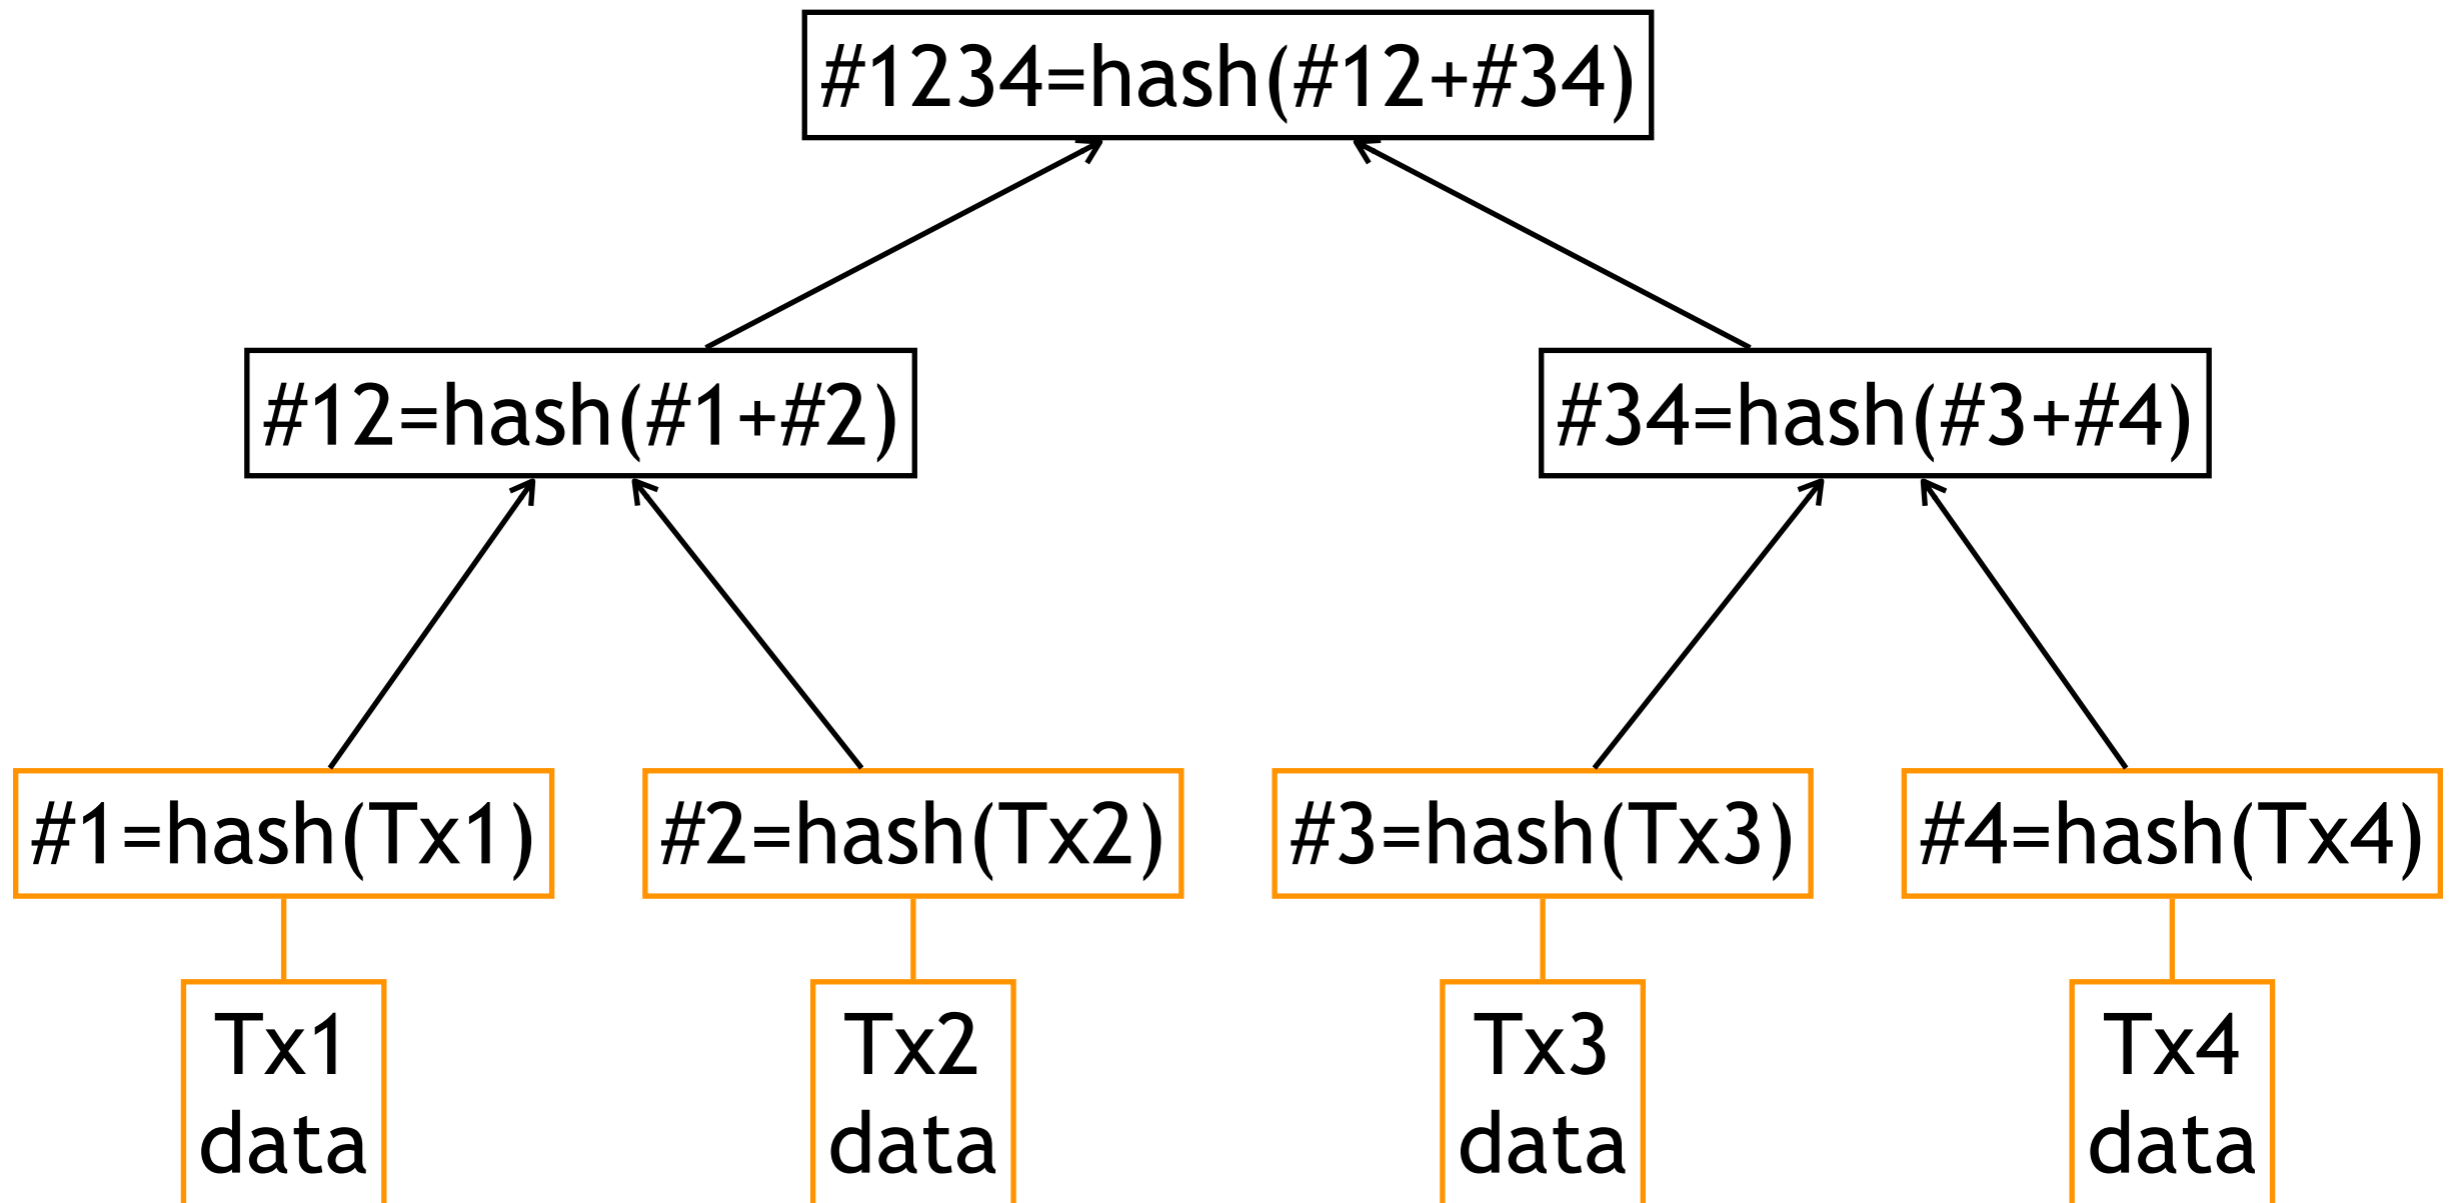 #1234=hash(#12+#34)
#12=hash(#1+#2)
#34=hash(#3+#4)
#1=hash(Tx1)
#2=hash(Tx2)
#3=hash(Tx3)
#4=hash(Tx4)
Tx1
data
Tx2
data
Tx3
data
Tx4
data